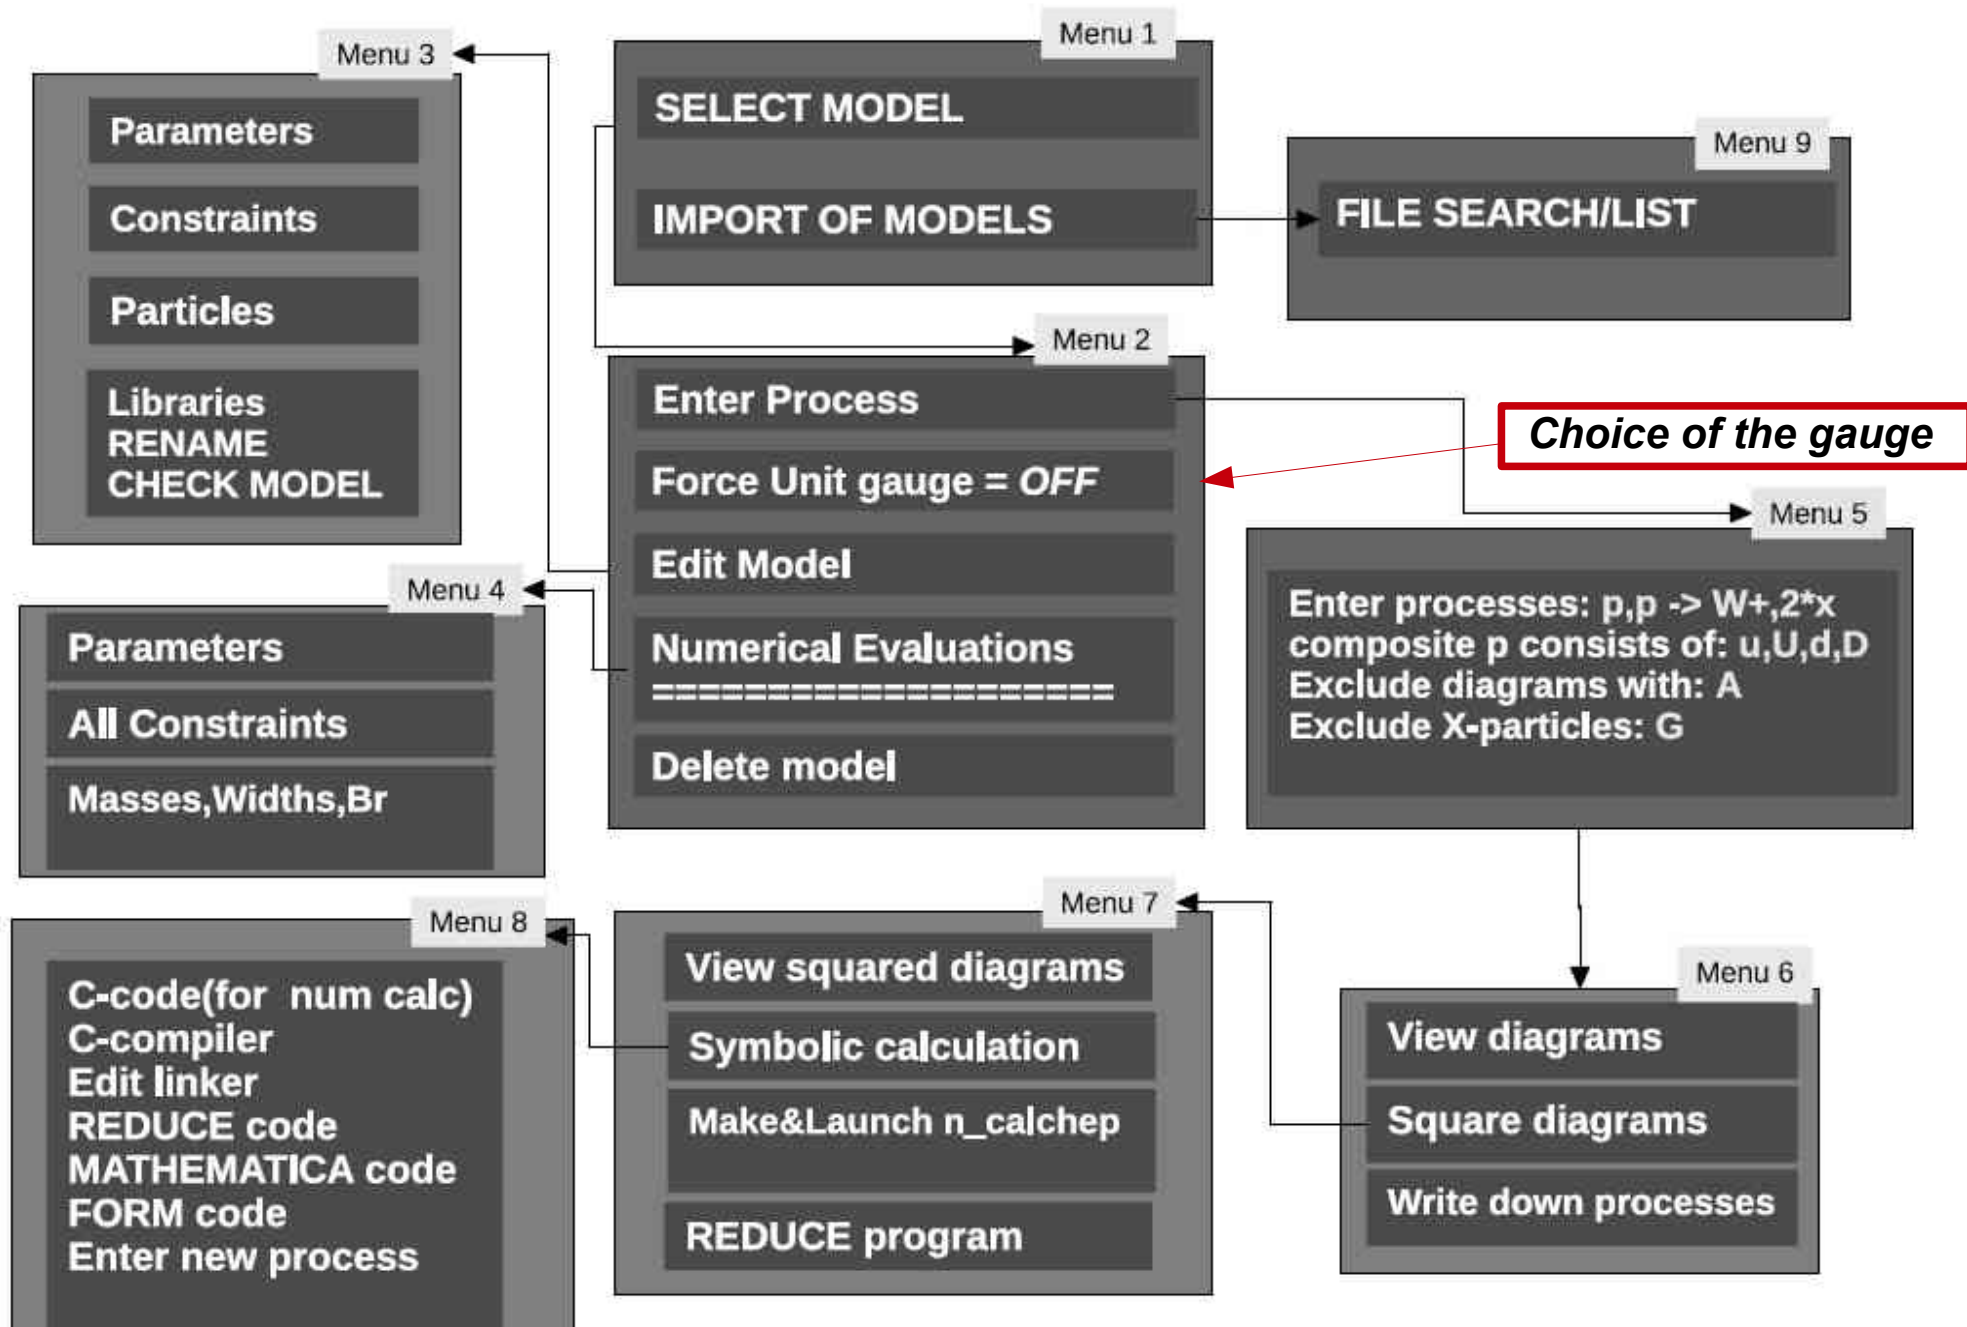 Menu 1
SELECT MODEL
IMPORT OF MODELS
Menu 9
FILE SEARCH/LIST
Menu 3
Parameters
Constraints
Particles
Libraries
RENAME
CHECK MODEL
Menu 2
Enter Process
Force Unit gauge = OFF
Edit Model
Numerical Evaluations
====================
Delete model
Choice of the gauge
Menu 4
Parameters
All Constraints
Masses,Widths,Br
Menu 5
Enter processes: p,p -> W+,2*x
composite p consists of: u,U,d,D
Exclude diagrams with: A
Exclude X-particles: G
Menu 6
View diagrams
Square diagrams
Write down processes
Menu 7
View squared diagrams
Symbolic calculation
Make&Launch n_calchep
REDUCE program
Menu 8
C-code(for num calc)
C-compiler
Edit linker
REDUCE code
MATHEMATICA code
FORM code
Enter new process